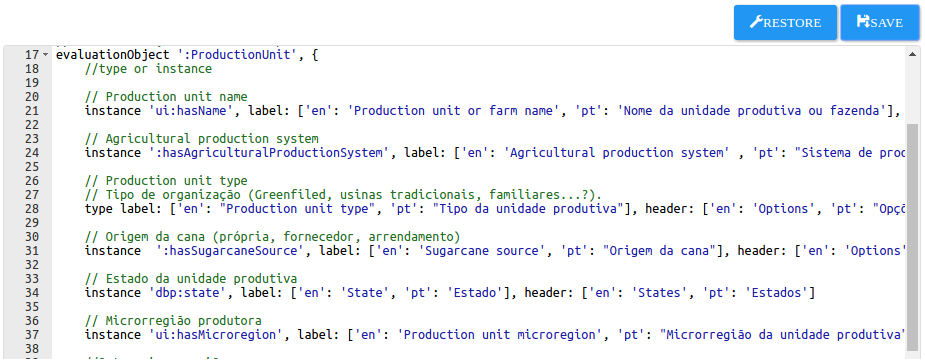 RESTORE
SAVE
17 evaluationObject ':ProductionUnit', {
18 //type or instance
19
20 // Production unit name
21 instance 'ui:hasName', label: ['en': 'Production unit or farm name', 'pt': 'Nome da unidade produtiva ou fazenda'],
22
23 // Agricultural production system
24 instance ':hasAgriculturalProductionSystem', label: ['en': 'Agricultural production system' , 'pt': "Sistema de proc
25
26 // Production unit type
27 // Tipo de organização (Greenfiled, usinas tradicionais, familiares...?).
28 type label: ['en': "Production unit type", 'pt': "Tipo da unidade produtiva"], header: ['en': 'Options', 'pt': "Opçõ
29
30 // Origem da cana (própria, fornecedor, arrendamento)
31 instance  ':hasSugarcaneSource', label: ['en': 'Sugarcane source', 'pt': "Origem da cana"], header: ['en': 'Options'
32
33 // Estado da unidade produtiva
34 instance 'dbp:state', label: ['en': 'State', 'pt': 'Estado'], header: ['en': 'States', 'pt': 'Estados']
35
36 // Microrregião produtora
37 instance 'ui:hasMicroregion', label: ['en': 'Production unit microregion', 'pt': "Microrregião da unidade produtiva"
38